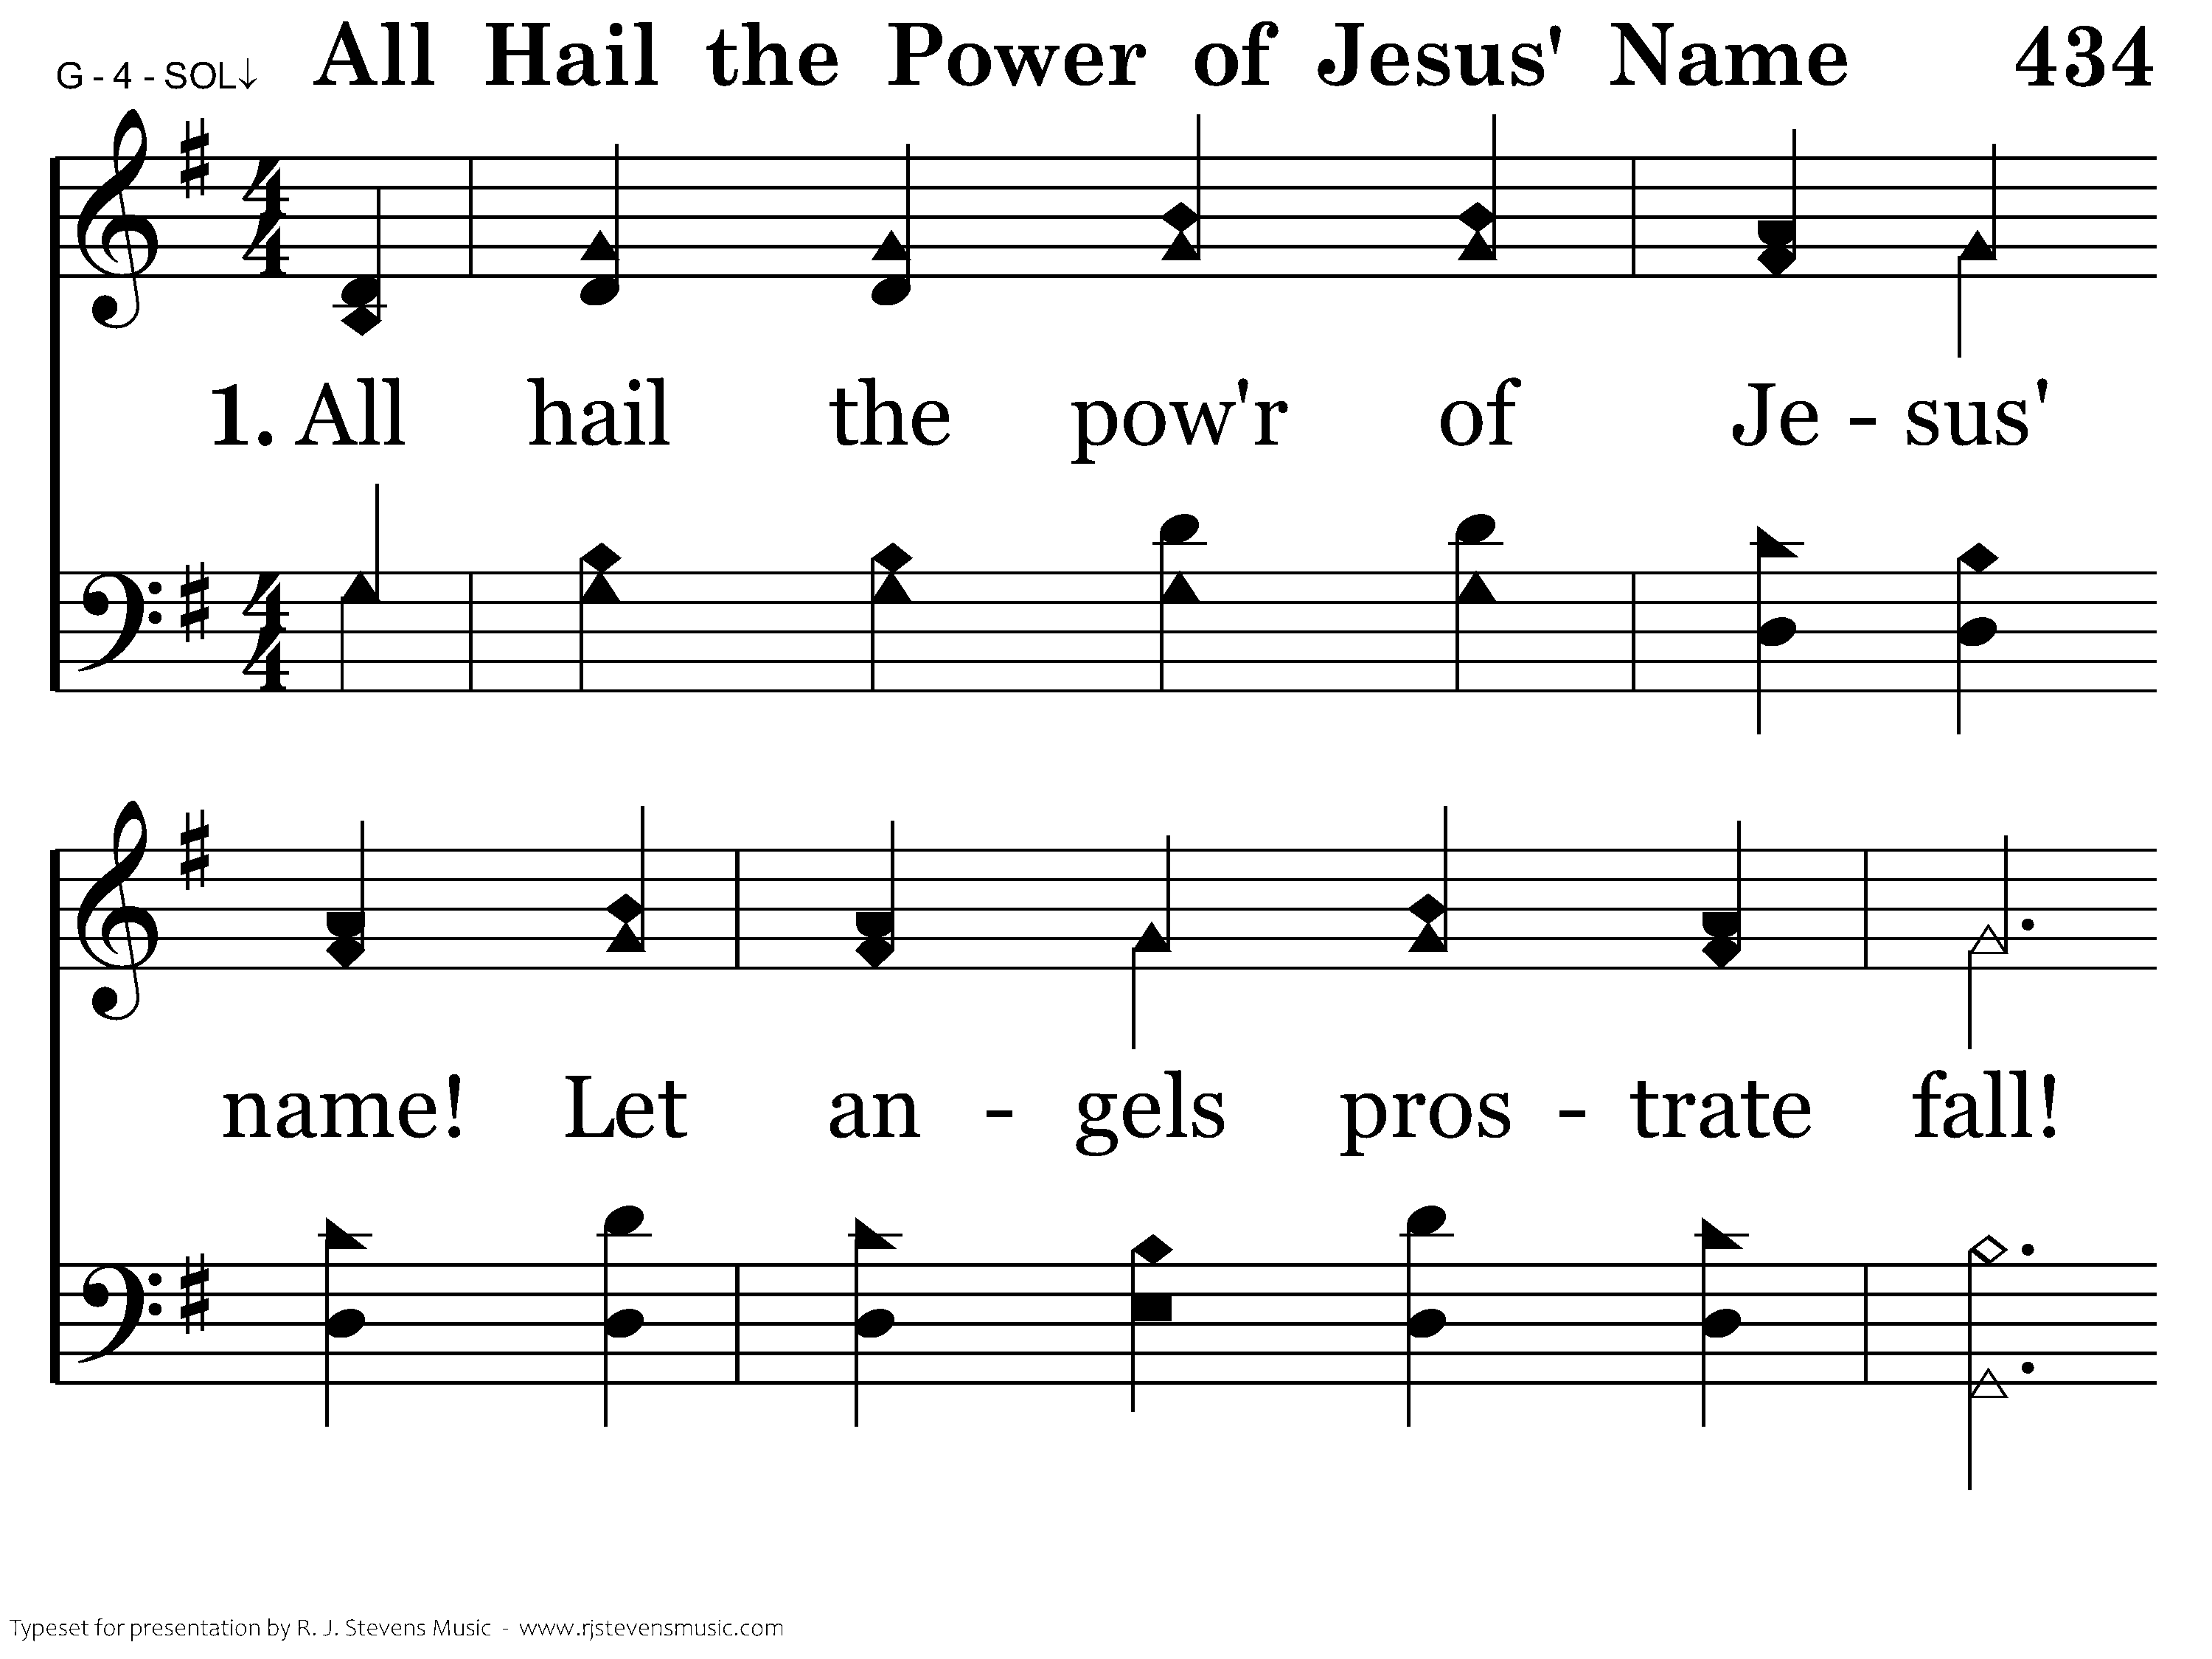 G - 4 - SOL↓ All Hail the Power of Jesus' Name 434
1. All hail the pow'r of Je - sus'
name! Let an - gels pros - trate fall!
Typeset for presentation by R. J. Stevens Music - www.rjstevensmusic.com